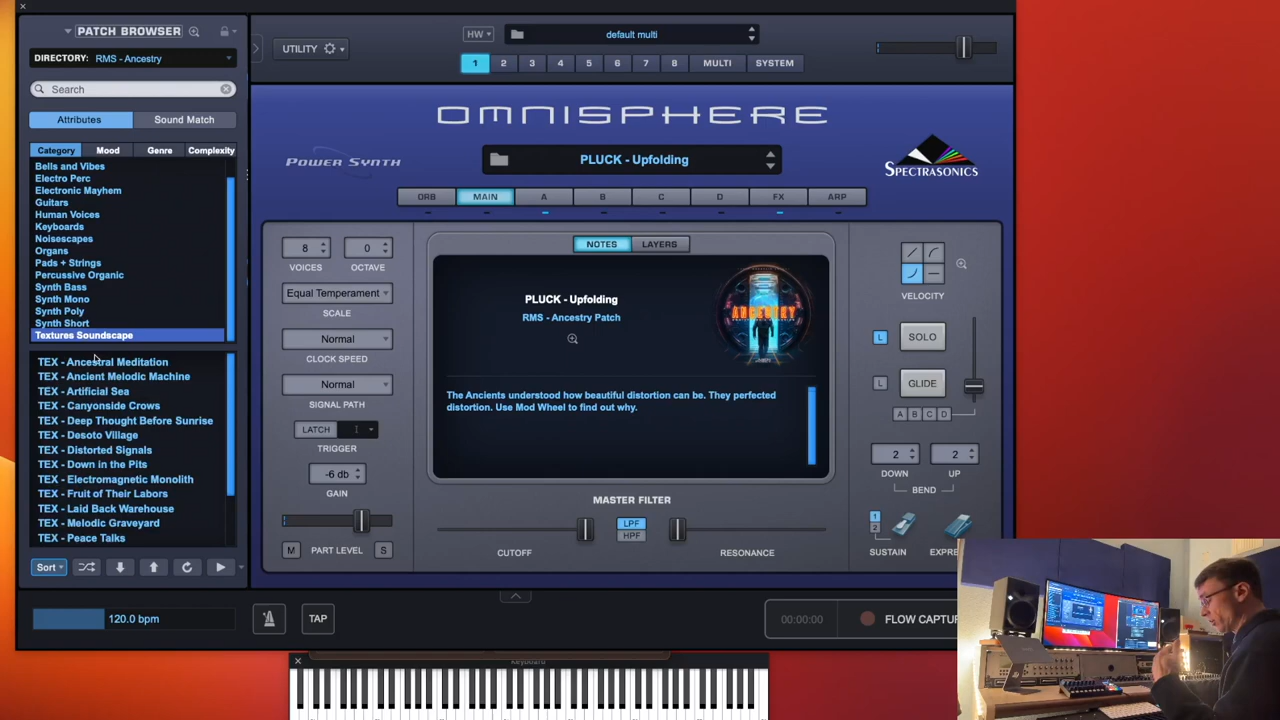 PATCH BROWSER
DIRECTORY: RMS - Ancestry
Search
Attributes
Sound Match
Category
Mood
Genre
Complexity
Bells and Vibes
Electro Perc
Electronic Mayhem
Guitars
Human Voices
Keyboards
Noisescapes
Organs
Pads + Strings
Percussive Organic
Synth Bass
Synth Mono
Synth Poly
Synth Short
Textures Soundscape
TEX - Ancestral Meditation
TEX - Ancient Melodic Machine
TEX - Artificial Sea
TEX - Canyonside Crows
TEX - Deep Thought Before Sunrise
TEX - Desoto Village
TEX - Distorted Signals
TEX - Down in the Pits
TEX - Electromagnetic Monolith
TEX - Fruit of Their Labors
TEX - Laid Back Warehouse
TEX - Melodic Graveyard
TEX - Peace Talks
Sort
120.0 bpm
TAP
UTILITY
HW
default multi
1 2 3 4 5 6 7 8 MULTI SYSTEM
OMNISPHERE
POWER SYNTH
PLUCK - Upfolding
SPECTRASONICS
ORB MAIN A B C D FX ARP
8
VOICES
0
OCTAVE
Equal Temperament
SCALE
Normal
CLOCK SPEED
Normal
SIGNAL PATH
LATCH
TRIGGER
-6 db
GAIN
M PART LEVEL S
NOTES
LAYERS
PLUCK - Upfolding
RMS - Ancestry Patch
ANCESTRY
The Ancients understood how beautiful distortion can be. They perfected
distortion. Use Mod Wheel to find out why.
MASTER FILTER
CUTOFF
LPF
HPF
RESONANCE
VELOCITY
L SOLO
L GLIDE
A B C D
2
DOWN
2
UP
BEND
1
2
SUSTAIN
EXPRE
00:00:00
FLOW CAPTU
Keyboard